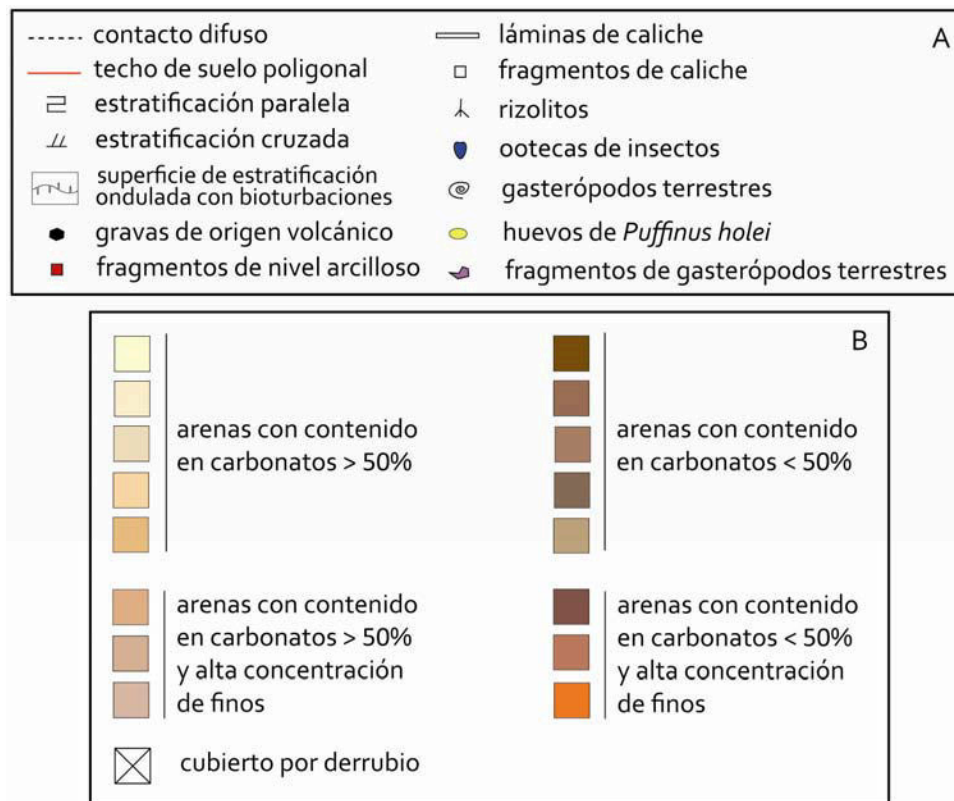 A
contacto difuso
techo de suelo poligonal
estratificación paralela
estratificación cruzada
superficie de estratificación
ondulada con bioturbaciones
gravas de origen volcánico
fragmentos de nivel arcilloso
láminas de caliche
fragmentos de caliche
rizolitos
ootecas de insectos
gasterópodos terrestres
huevos de Puffinus holei
fragmentos de gasterópodos terrestres
B
arenas con contenido
en carbonatos > 50%
arenas con contenido
en carbonatos > 50%
y alta concentración
de finos
cubierto por derrubio
arenas con contenido
en carbonatos < 50%
arenas con contenido
en carbonatos < 50%
y alta concentración
de finos